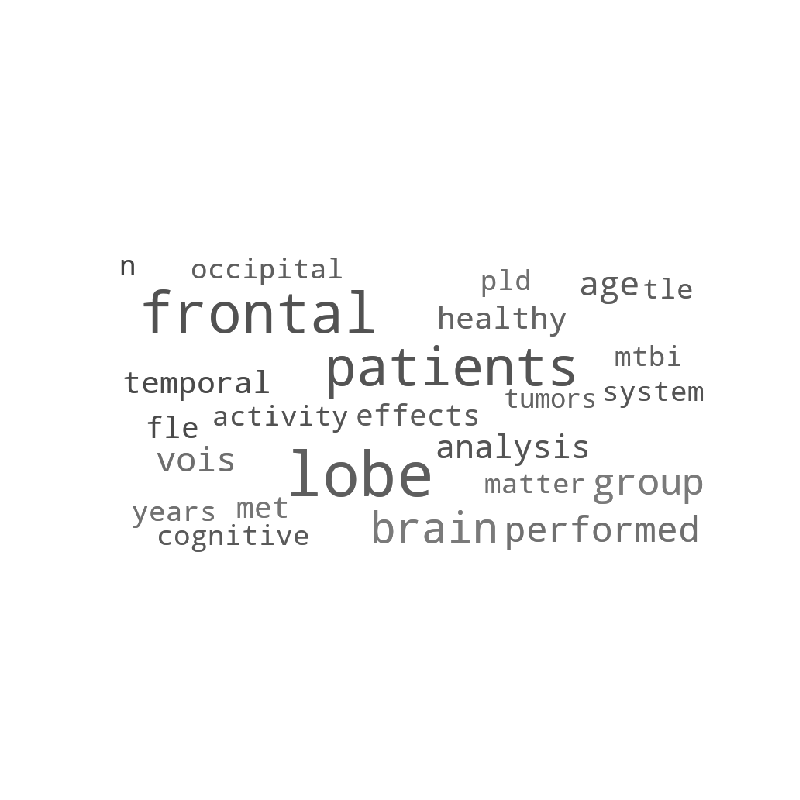 n occipital pld age tle
frontal healthy
patients mtbi
temporal tumors system
fle activity effects
vois analysis
lobe matter group
years met
cognitive brain performed